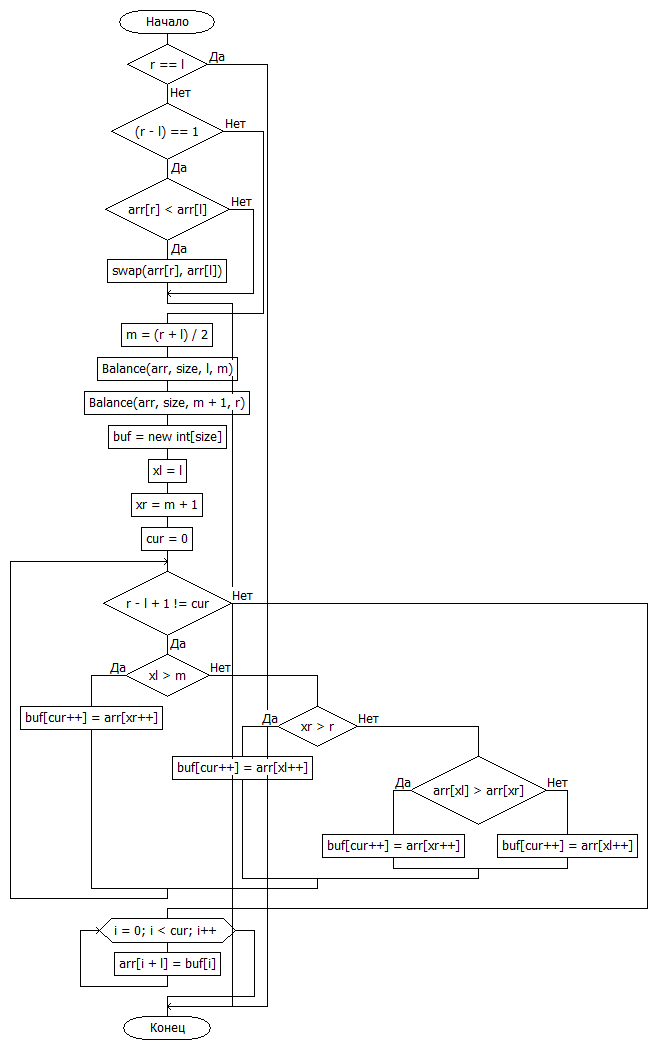 Начало
r == l
Да
Нет
(r - l) == 1
Нет
Да
arr[r] < arr[l]
Нет
Да
swap(arr[r], arr[l])
m = (r + l) / 2
Balance(arr, size, l, m)
Balance(arr, size, m + 1, r)
buf = new int[size]
xl = l
xr = m + 1
cur = 0
r - l + 1 != cur
Нет
Да
Да
xl > m
Нет
buf[cur++] = arr[xr++]
Да
xr > r
Нет
buf[cur++] = arr[xl++]
Да
arr[xl] > arr[xr]
Нет
buf[cur++] = arr[xr++]
buf[cur++] = arr[xl++]
i = 0; i < cur; i++
arr[i + l] = buf[i]
Конец